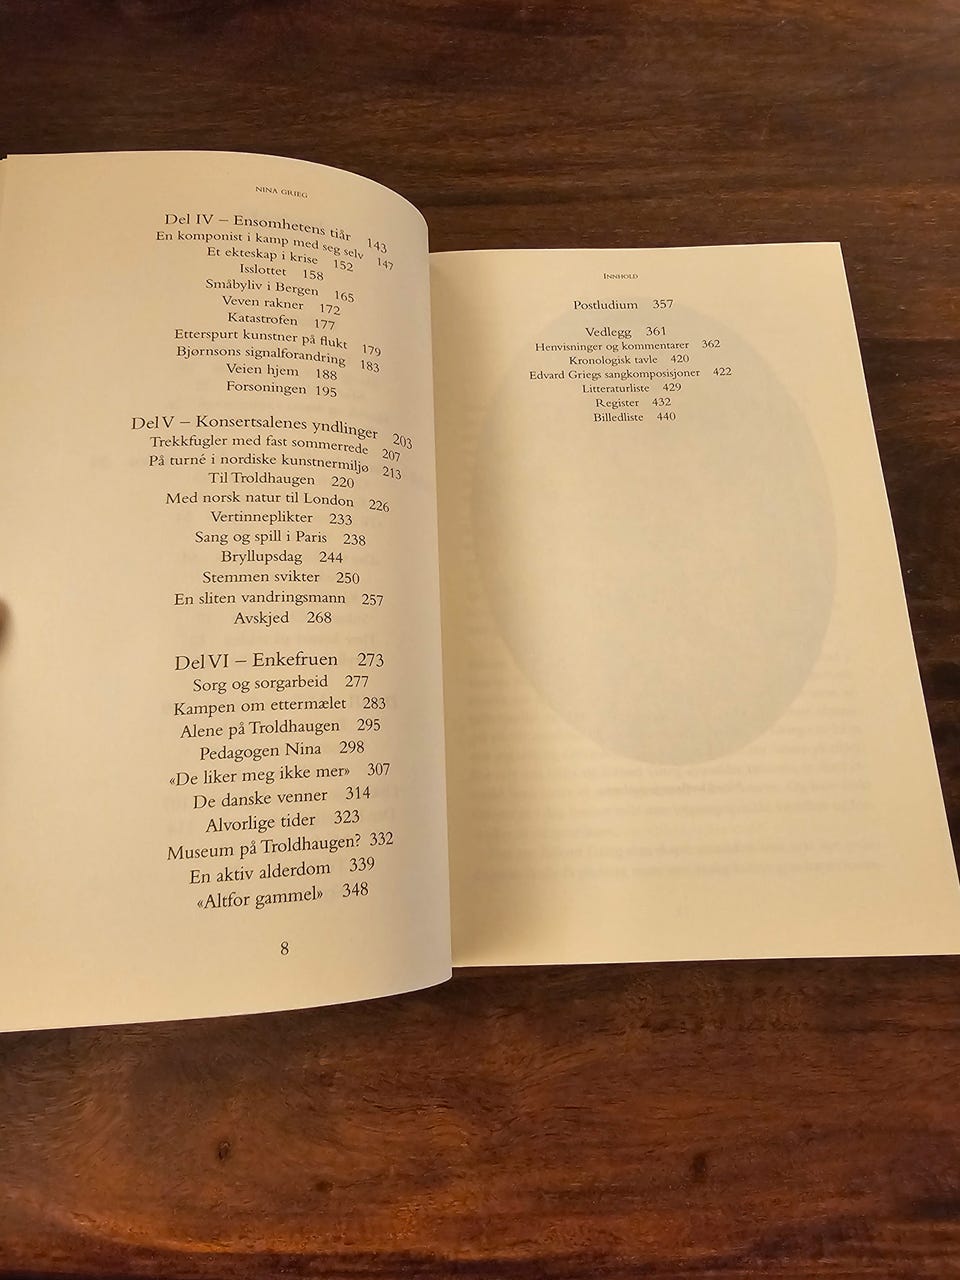 NINA GRIEG
Del IV – Ensomhetens tiår 143
En komponist i kamp med seg selv 147
Et ekteskap i krise 152
Isslottet 158
Småbyliv i Bergen 165
Veven rakner 172
Katastrofen 177
Etterspurt kunstner på flukt 179
Bjørnsons signalforandring 183
Veien hjem 188
Forsoningen 195
Del V – Konsertsalenes yndlinger 203
Trekkfugler med fast sommerrede 207
På turné i nordiske kunstnermiljø 213
Til Troldhaugen 220
Med norsk natur til London 226
Vertinneplikter 233
Sang og spill i Paris 238
Bryllupsdag 244
Stemmen svikter 250
En sliten vandringsmann 257
Avskjed 268
Del VI – Enkefruen 273
Sorg og sorgarbeid 277
Kampen om ettermælet 283
Alene på Troldhaugen 295
Pedagogen Nina 298
«De liker meg ikke mer» 307
De danske venner 314
Alvorlige tider 323
Museum på Troldhaugen? 332
En aktiv alderdom 339
«Altfor gammel» 348
8
INNHOLD
Postludium 357
Vedlegg 361
Henvisninger og kommentarer 362
Kronologisk tavle 420
Edvard Griegs sangkomposisjoner 422
Litteraturliste 429
Register 432
Billedliste 440